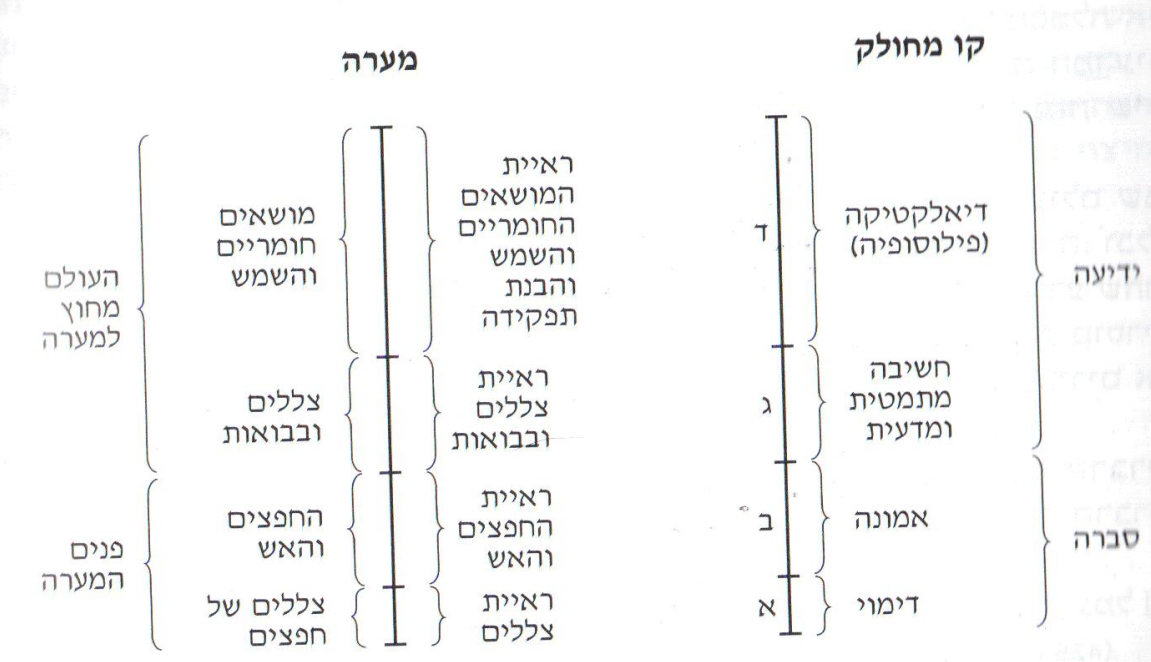 קו מחולק
ידיעה
דיאלקטיקה
(פילוסופיה)
ד
חשיבה
מתמטית
ומדעית
ג
סברה
אמונה
ב
דימוי
א
מערה
ראיית
המושאים
החומריים
והשמש
והבנת
תפקידה
מושאים
חומריים
והשמש
העולם
מחוץ
למערה
ראיית
צללים
ובבואות
צללים
ובבואות
ראיית
החפצים
והאש
החפצים
והאש
פנים
המערה
ראיית
צללים
צללים של
חפצים